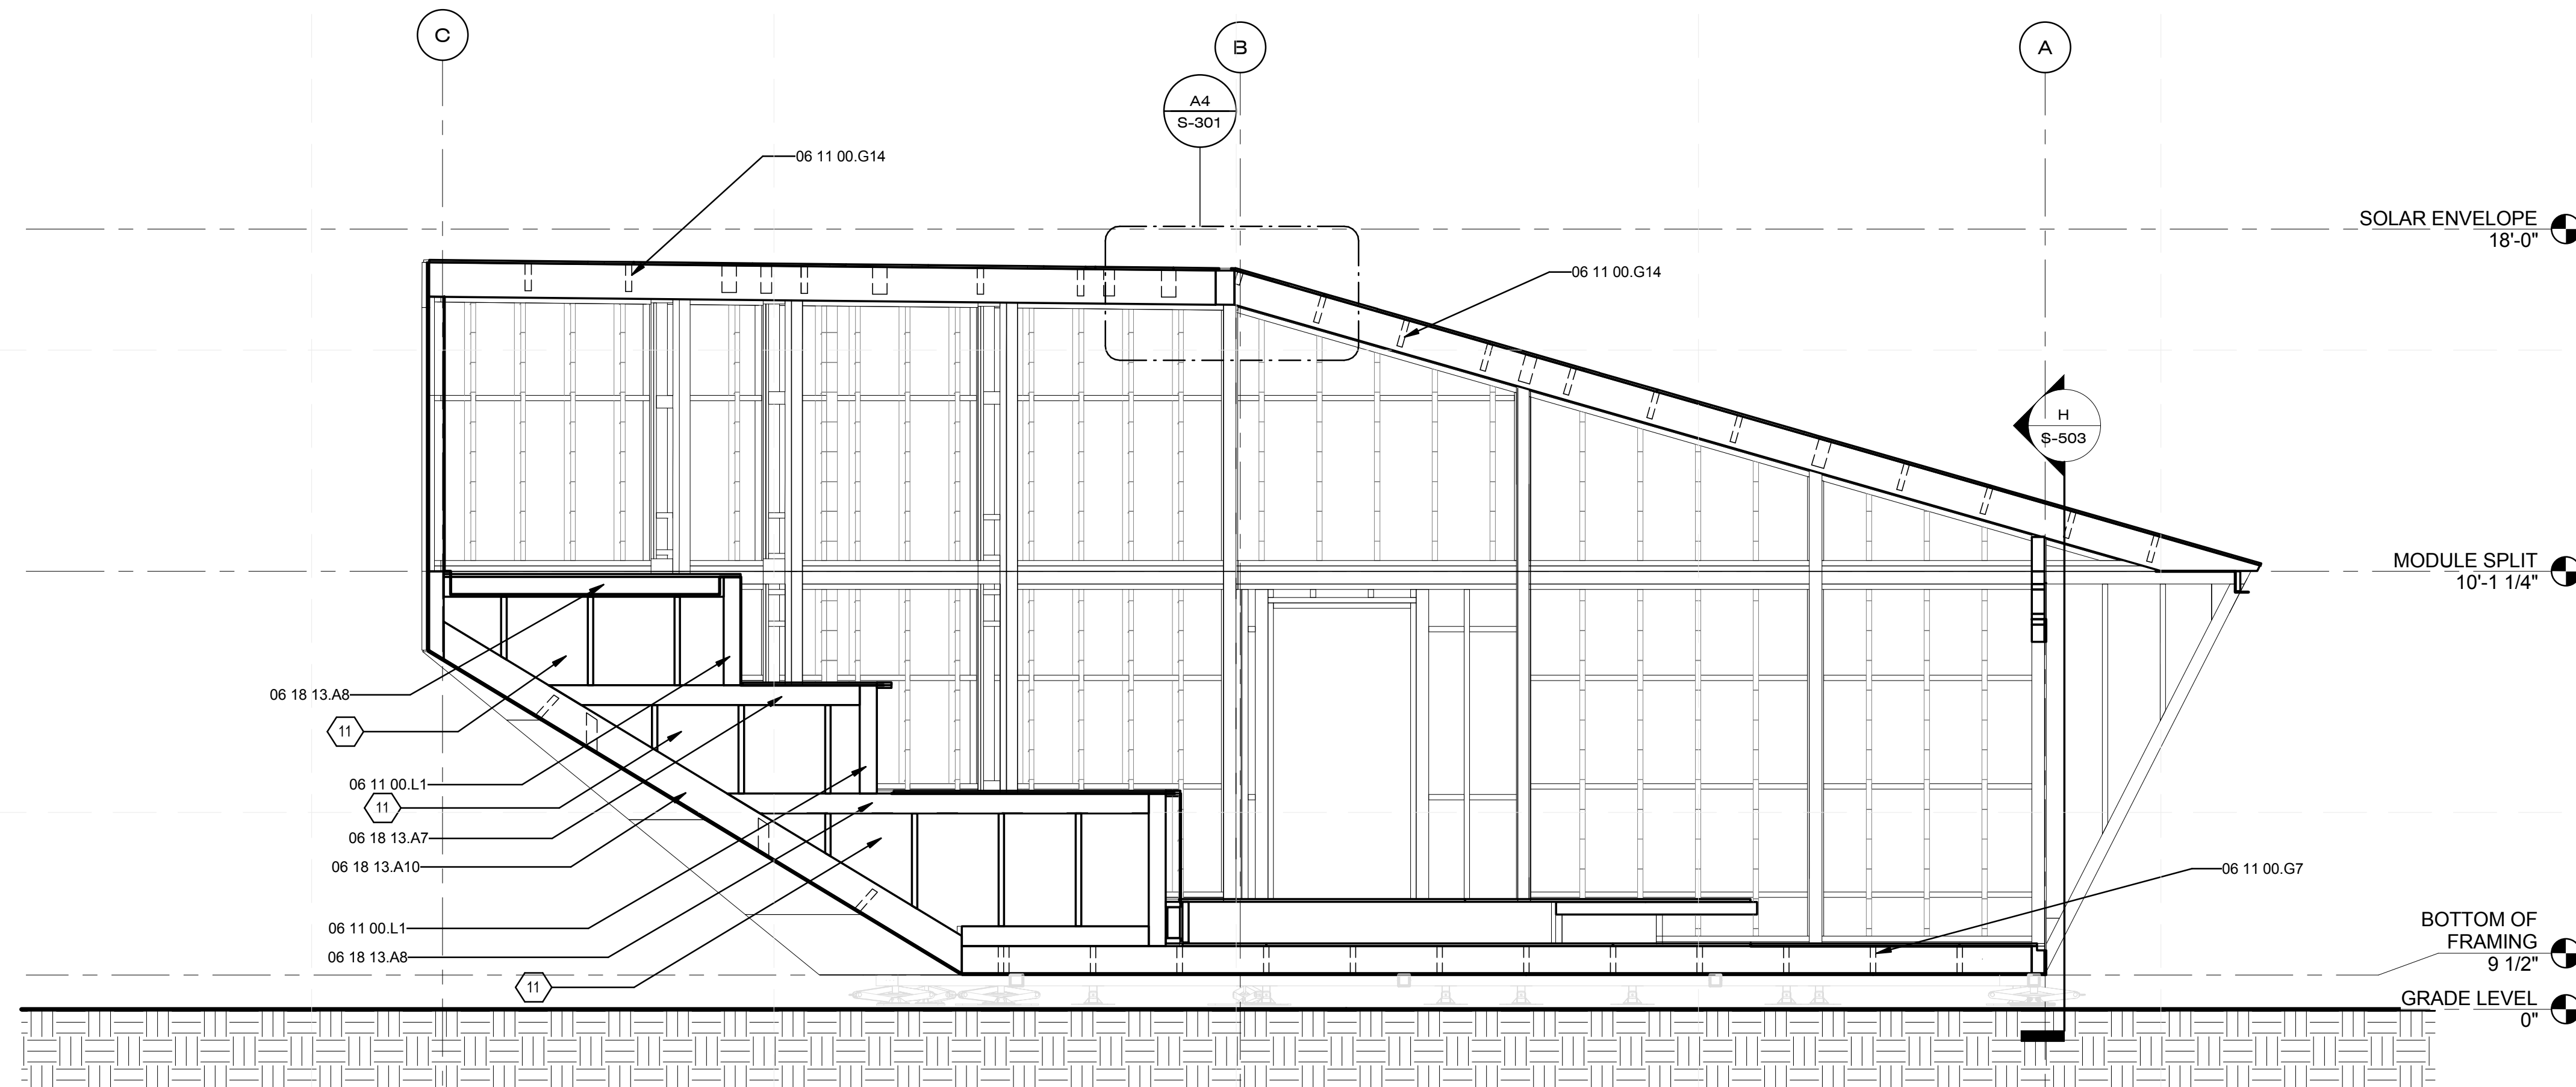 C
B
A
A4
S-301
06 11 00.G14
SOLAR ENVELOPE
18'-0"
06 11 00.G14
H
S-503
MODULE SPLIT
10'-1 1/4"
06 18 13.A8
11
06 11 00.L1
11
06 18 13.A7
06 18 13.A10
06 11 00.G7
06 11 00.L1
06 18 13.A8
11
BOTTOM OF
FRAMING
9 1/2"
GRADE LEVEL
0"